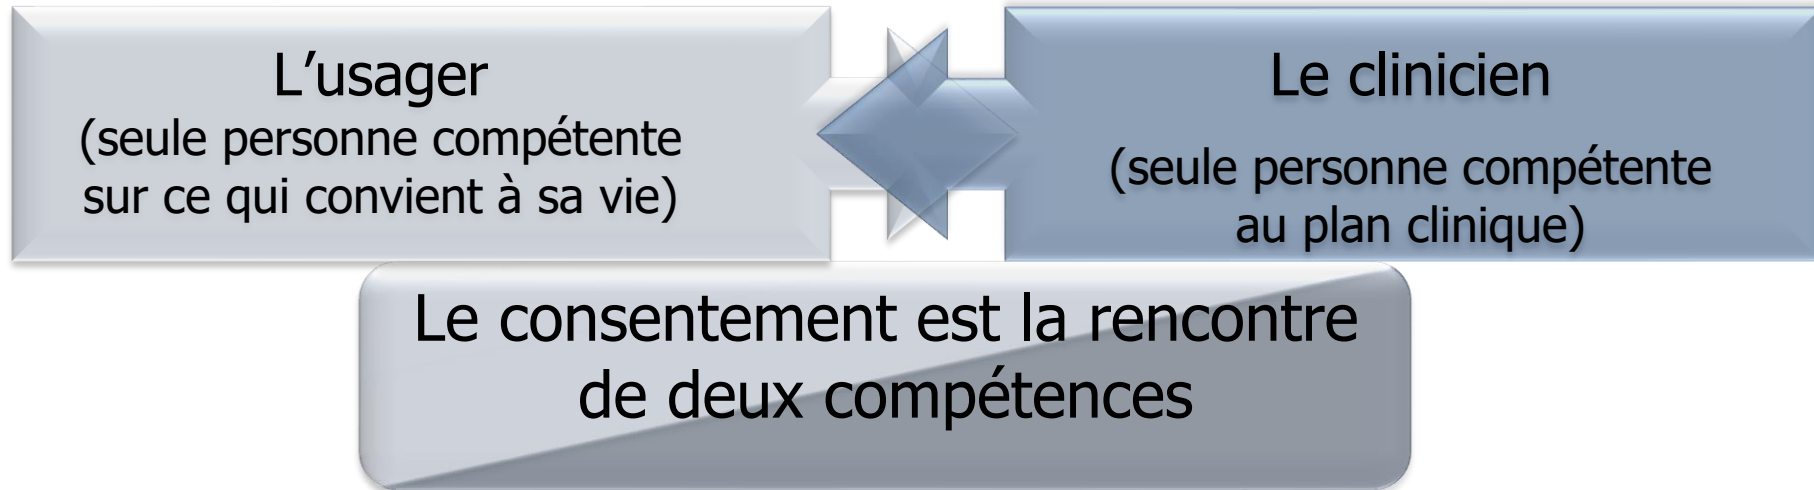 L’usager
(seule personne compétente
sur ce qui convient à sa vie)
Le clinicien
(seule personne compétente
au plan clinique)
Le consentement est la rencontre
de deux compétences